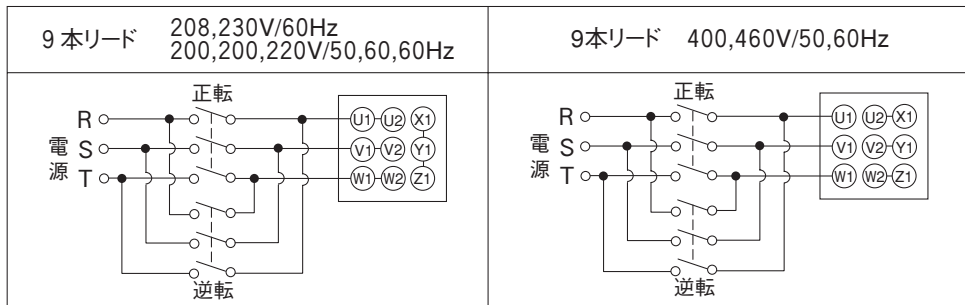 9本リード 208,230V/60Hz
200,200,220V/50,60,60Hz
正転
R
電 S
源 T
U1 U2 X1
V1 V2 Y1
W1 W2 Z1
逆転
9本リード 400,460V/50,60Hz
正転
R
電 S
源 T
U1 U2 X1
V1 V2 Y1
W1 W2 Z1
逆転